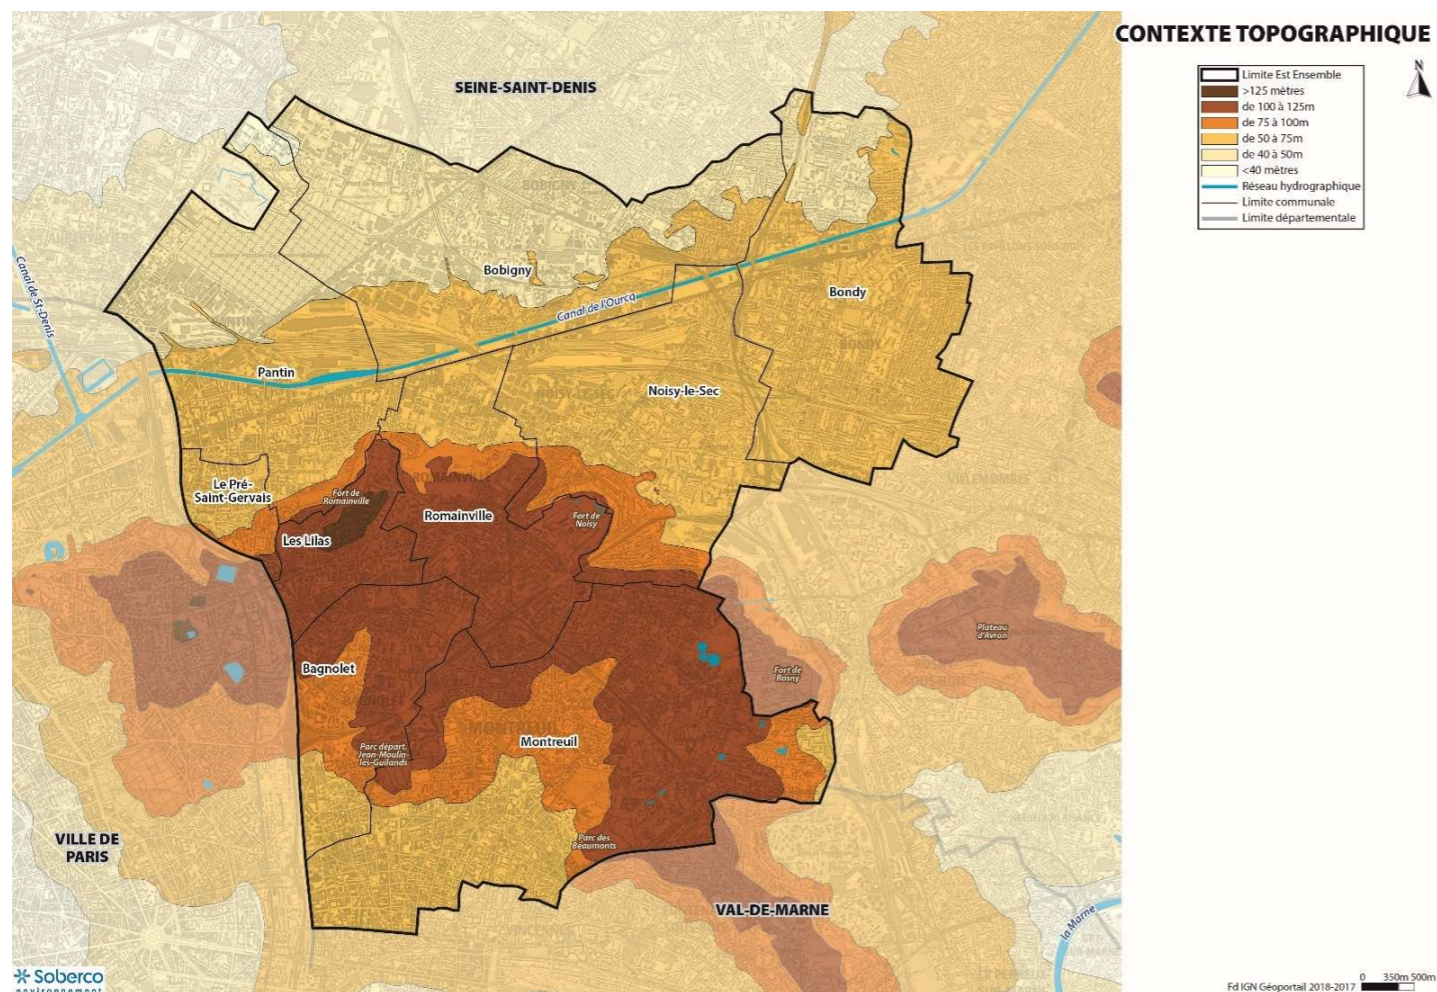 CONTEXTE TOPOGRAPHIQUE
N
Limite Est Ensemble
>125 mètres
de 100 à 125m
de 75 à 100m
de 50 à 75m
de 40 à 50m
<40 mètres
Réseau hydrographique
Limite communale
Limite départementale
SEINE-SAINT-DENIS
Canal de St-Denis
Bobigny
Canal de l'Ourcq
Bondy
BONDY
Pantin
Noisy-le-Sec
Le Pré-
Saint-Gervais
ROMAINVILLE
Fort de
Romainville
Romainville
Fort de
Noisy
Les Lilas
Bagnolet
Plateau
d'Avron
Fort de
Rosny
MONTREUIL
Montreuil
Parc départ.
Jean-Moulin-
les-Guilands
Parc des
Beaumonts
VILLE DE
PARIS
VAL-DE-MARNE
la Marne
Soberco
environnement
0 350m 500m
Fd IGN Géoportail 2018-2017